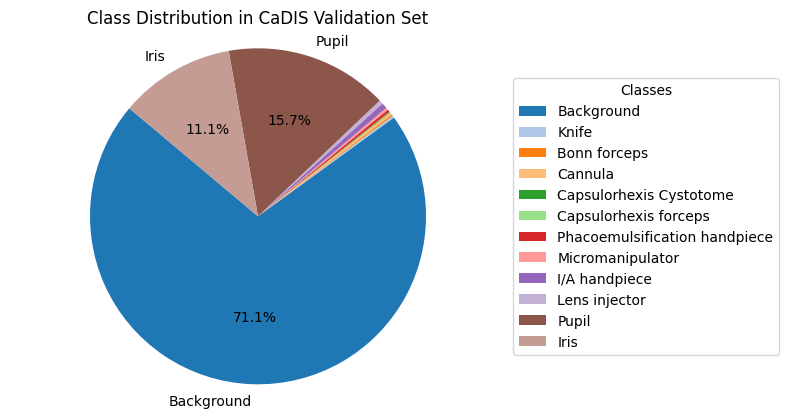 Class Distribution in CaDIS Validation Set
Iris
Pupil
11.1%
15.7%
71.1%
Background
Classes
Background
Knife
Bonn forceps
Cannula
Capsulorhexis Cystotome
Capsulorhexis forceps
Phacoemulsification handpiece
Micromanipulator
I/A handpiece
Lens injector
Pupil
Iris